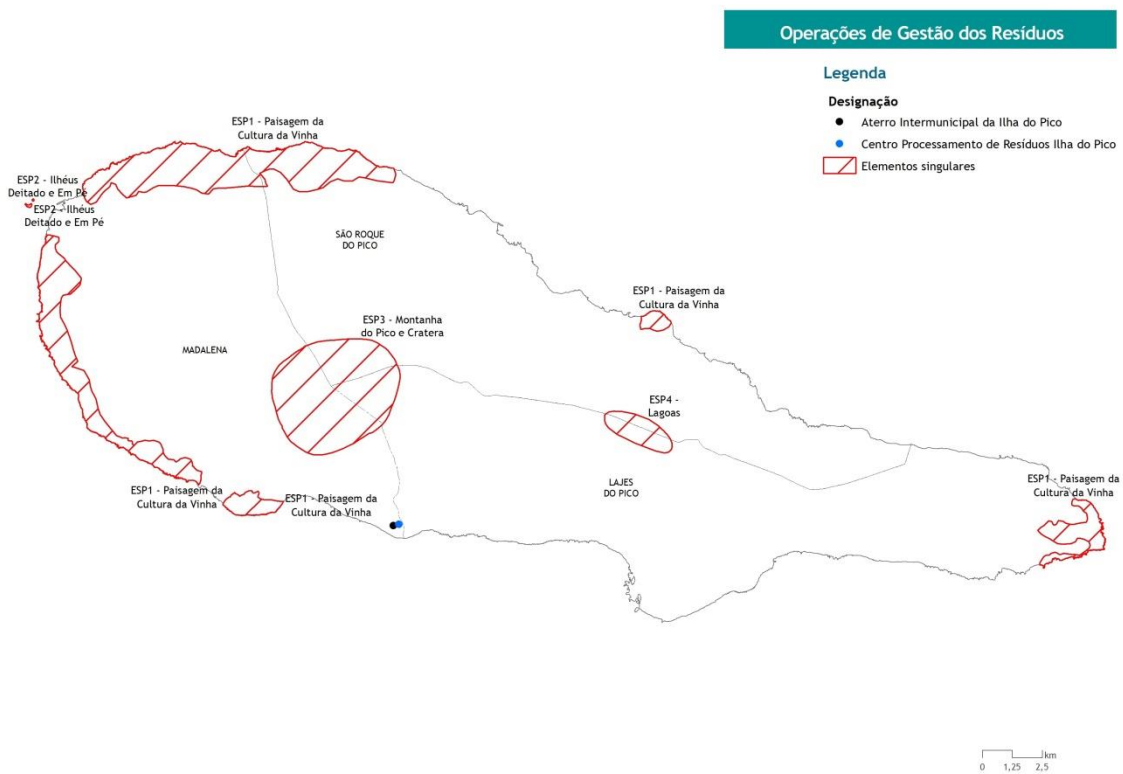 Operações de Gestão dos Resíduos
Legenda
Designação
Aterro Intermunicipal da Ilha do Pico
Centro Processamento de Resíduos Ilha do Pico
Elementos singulares
ESP1 - Paisagem da
Cultura da Vinha
ESP2 - Ilhéus
Deitado e Em Pé
ESP2 - Ilhéus
Deitado e Em Pé
SÃO ROQUE
DO PICO
ESP1 - Paisagem da
Cultura da Vinha
ESP3 - Montanha
do Pico e Cratera
MADALENA
ESP4 -
Lagoas
ESP1 - Paisagem da
Cultura da Vinha
ESP1 - Paisagem da
Cultura da Vinha
LAJES
DO PICO
ESP1 - Paisagem da
Cultura da Vinha
km
0 1,25 2,5